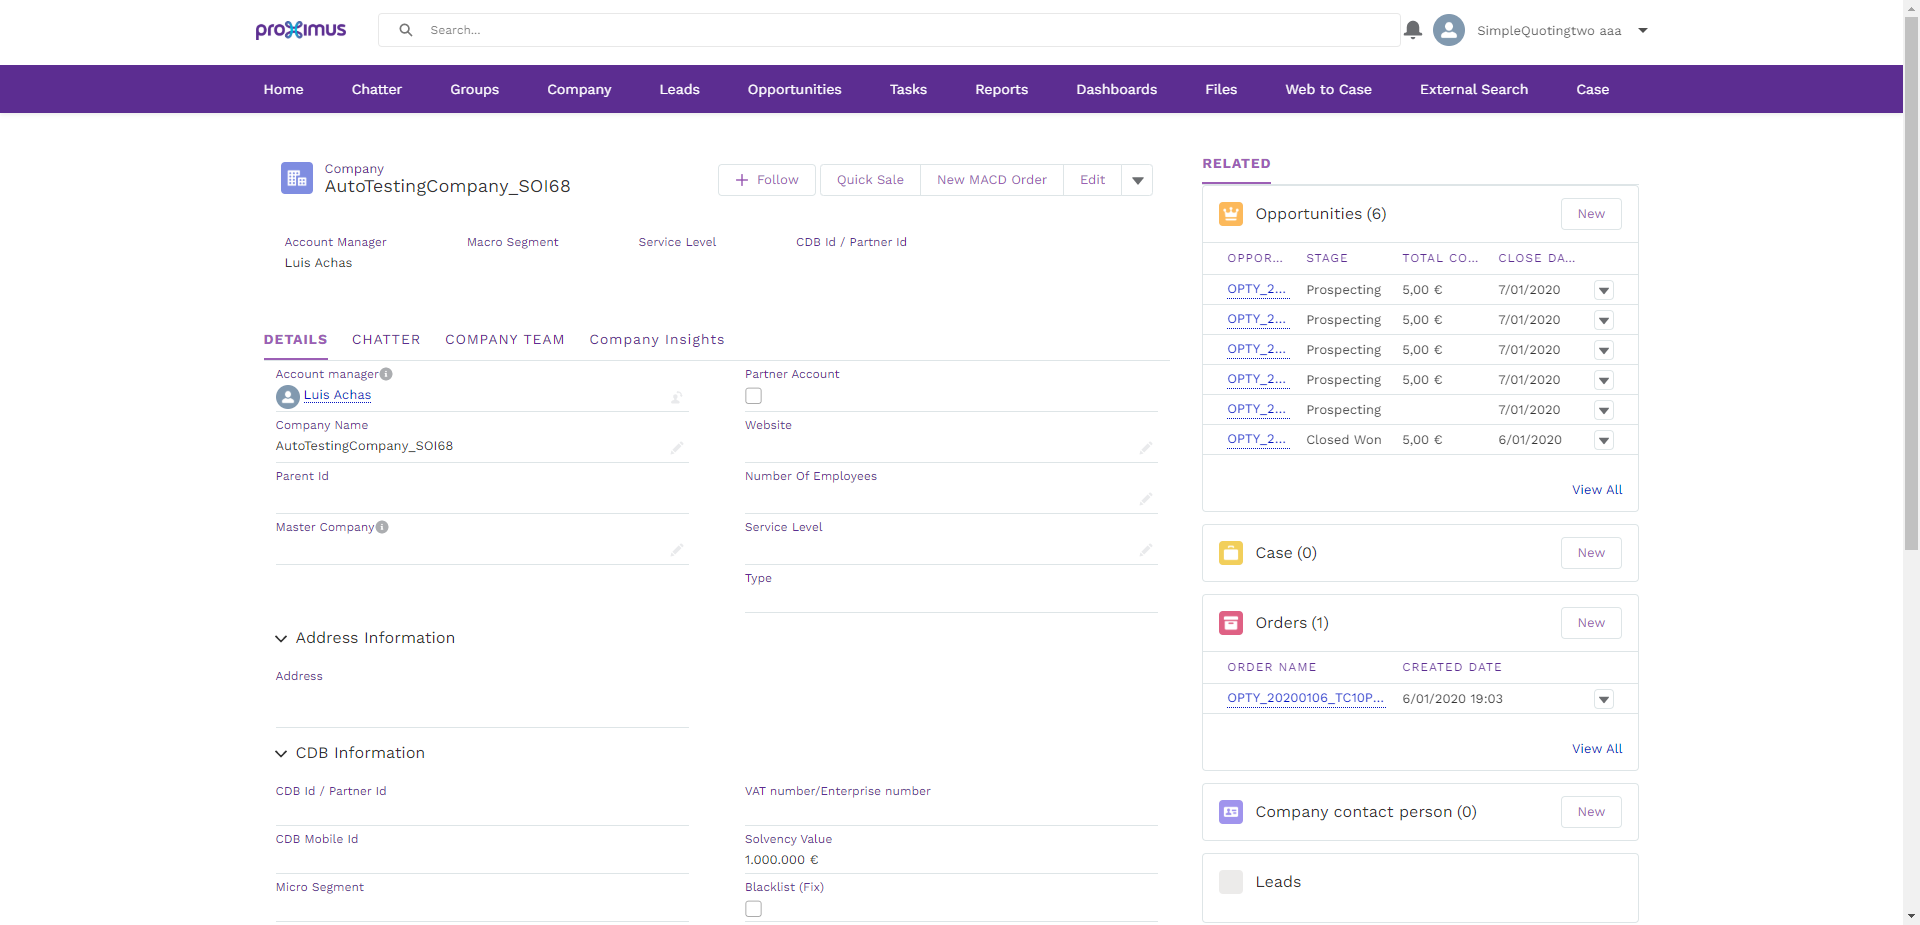 proximus
Search...
SimpleQuotingtwo aaa
Home
Chatter
Groups
Company
Leads
Opportunities
Tasks
Reports
Dashboards
Files
Web to Case
External Search
Case
Company
AutoTestingCompany_SOI68
Follow
Quick Sale
New MACD Order
Edit
Account Manager
Macro Segment
Service Level
CDB Id / Partner Id
Luis Achas
DETAILS
CHATTER
COMPANY TEAM
Company Insights
Account manager
Luis Achas
Partner Account
Company Name
AutoTestingCompany_SOI68
Website
Parent Id
Number Of Employees
Master Company
Service Level
Type
Address Information
Address
CDB Information
CDB Id / Partner Id
VAT number/Enterprise number
CDB Mobile Id
Solvency Value
1.000.000 €
Micro Segment
Blacklist (Fix)
RELATED
Opportunities (6)
New
OPPOR... STAGE TOTAL CO... CLOSE DA...
OPTY_2... Prospecting 5,00 € 7/01/2020
OPTY_2... Prospecting 5,00 € 7/01/2020
OPTY_2... Prospecting 5,00 € 7/01/2020
OPTY_2... Prospecting 5,00 € 7/01/2020
OPTY_2... Prospecting 7/01/2020
OPTY_2... Closed Won 5,00 € 6/01/2020
View All
Case (0)
New
Orders (1)
New
ORDER NAME CREATED DATE
OPTY_20200106_TC10P... 6/01/2020 19:03
View All
Company contact person (0)
New
Leads